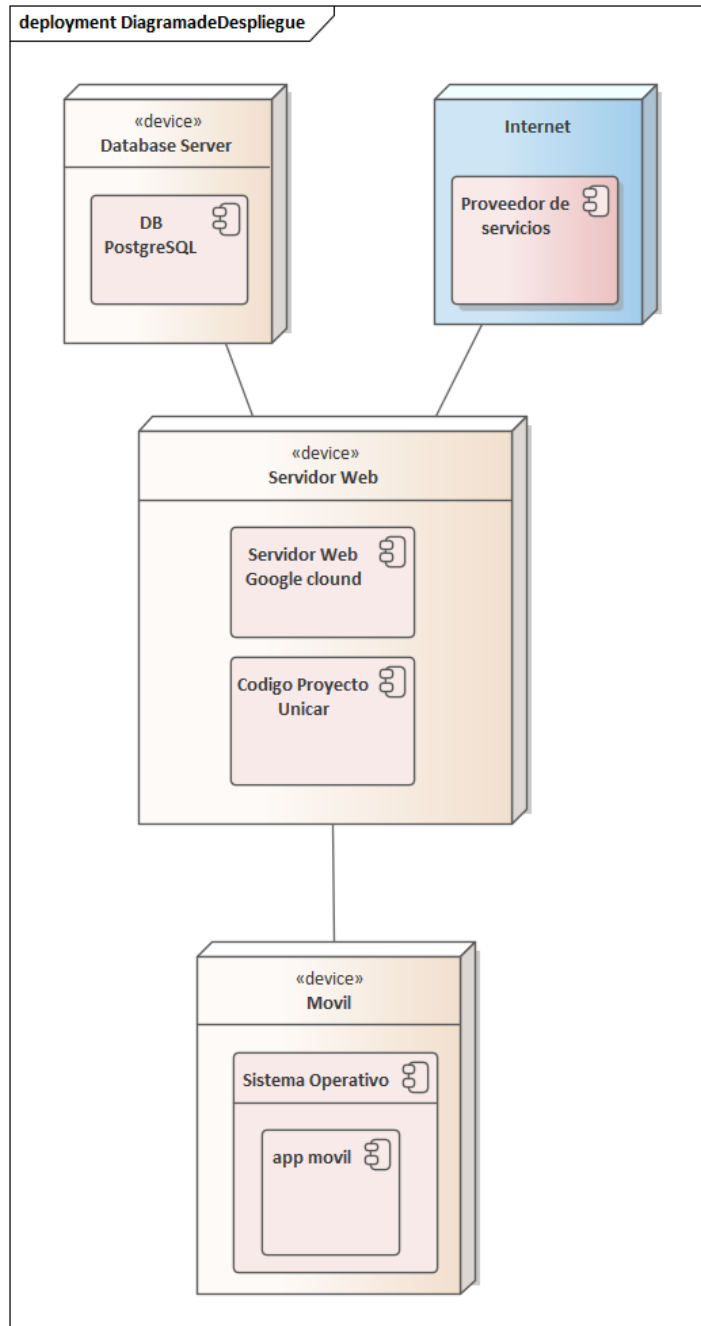 deployment DiagramadeDespliegue
«device»
Database Server
DB
PostgreSQL
Internet
Proveedor de
servicios
«device»
Servidor Web
Servidor Web
Google clound
Codigo Proyecto
Unicar
«device»
Movil
Sistema Operativo
app movil